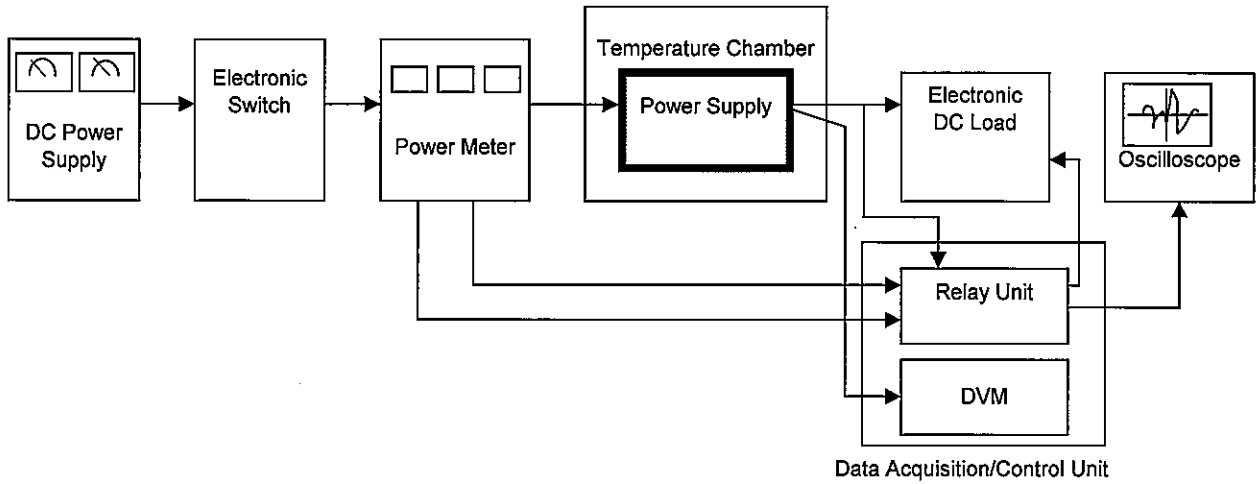 DC Power
Supply
Electronic
Switch
Power Meter
Temperature Chamber
Power Supply
Electronic
DC Load
Oscilloscope
Relay Unit
DVM
Data Acquisition/Control Unit